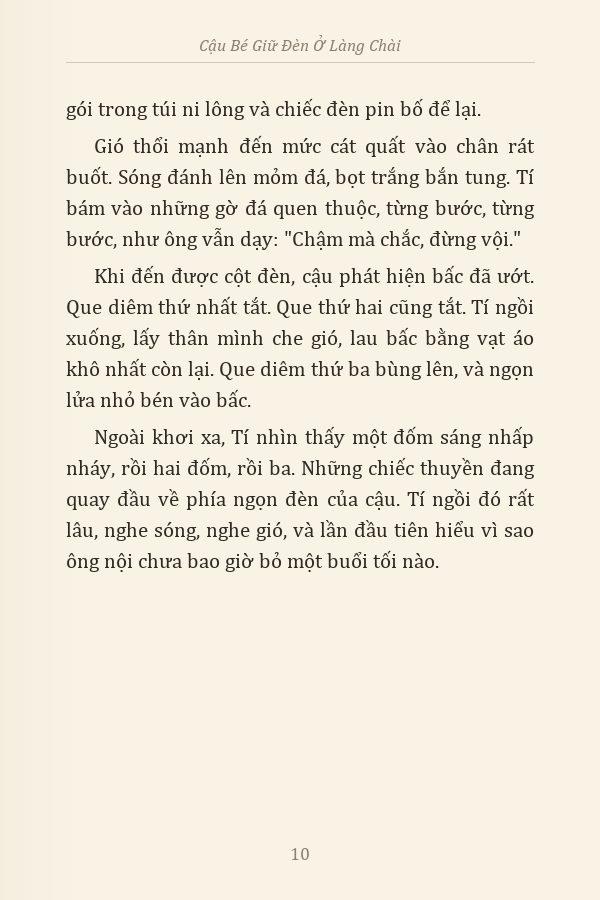 Cậu Bé Giữ Đèn Ở Làng Chài
gói trong túi ni lông và chiếc đèn pin bố để lại.
Gió thổi mạnh đến mức cát quất vào chân rát
buốt. Sóng đánh lên mỏm đá, bọt trắng bắn tung. Tí
bám vào những gờ đá quen thuộc, từng bước, từng
bước, như ông vẫn dạy: "Chậm mà chắc, đừng vội."
Khi đến được cột đèn, cậu phát hiện bấc đã ướt.
Que diêm thứ nhất tắt. Que thứ hai cũng tắt. Tí ngồi
xuống, lấy thân mình che gió, lau bấc bằng vạt áo
khô nhất còn lại. Que diêm thứ ba bùng lên, và ngọn
lửa nhỏ bén vào bấc.
Ngoài khơi xa, Tí nhìn thấy một đốm sáng nhấp
nháy, rồi hai đốm, rồi ba. Những chiếc thuyền đang
quay đầu về phía ngọn đèn của cậu. Tí ngồi đó rất
lâu, nghe sóng, nghe gió, và lần đầu tiên hiểu vì sao
ông nội chưa bao giờ bỏ một buổi tối nào.
10